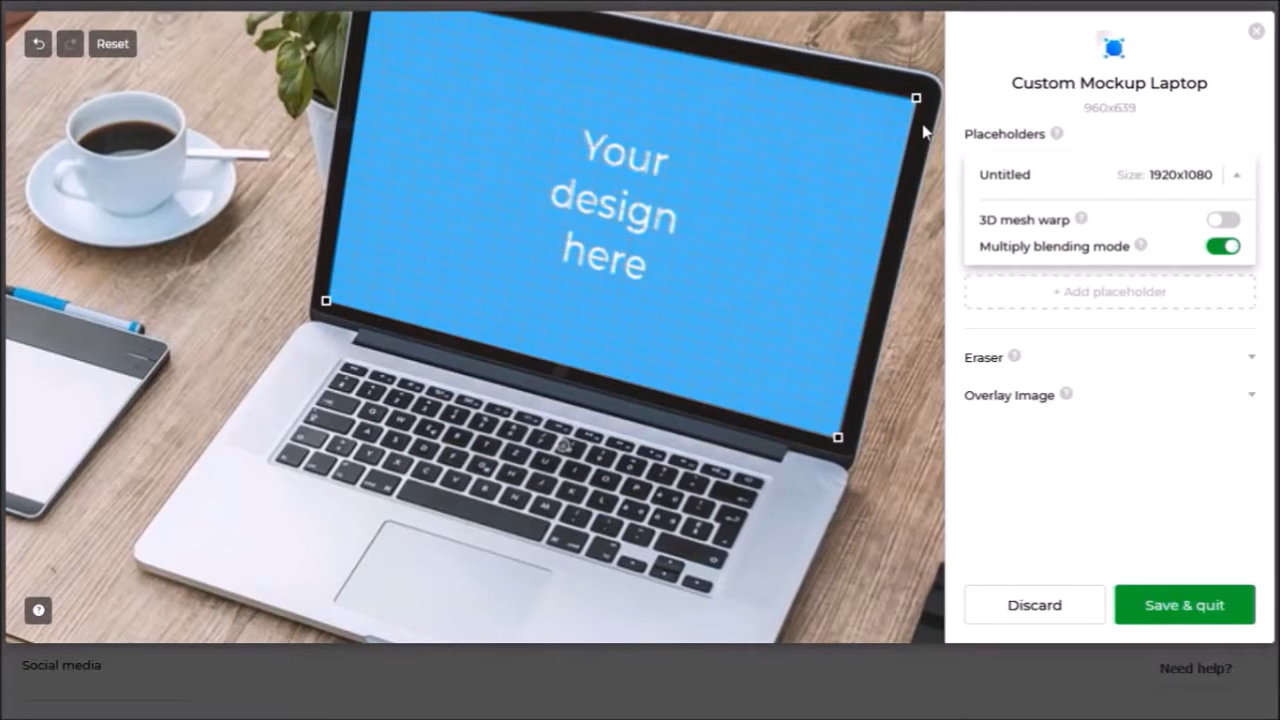 Reset
Your
design
here
Custom Mockup Laptop
960x639
Placeholders ?
Untitled Size: 1920x1080
3D mesh warp ?
Multiply blending mode ?
+ Add placeholder
Eraser ?
Overlay Image ?
Discard Save & quit
?
Social media
Need help?